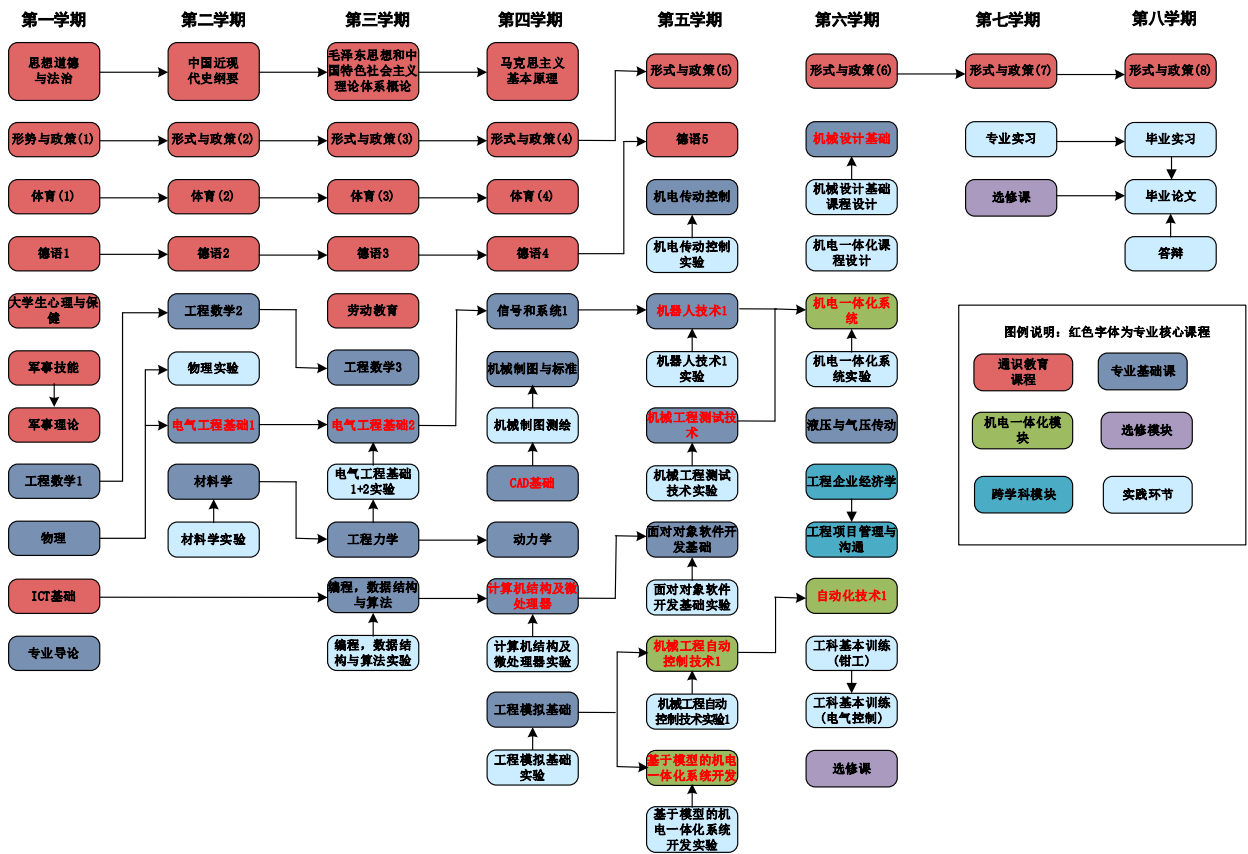 第一学期
第二学期
第三学期
第四学期
第五学期
第六学期
第七学期
第八学期
思想道德
与法治
中国近现
代史纲要
毛泽东思想和中
国特色社会主义
理论体系概论
马克思主义
基本原理
形式与政策(5)
形式与政策(6)
形式与政策(7)
形式与政策(8)
形势与政策(1)
形式与政策(2)
形式与政策(3)
形式与政策(4)
德语5
机械设计基础
专业实习
毕业实习
体育(1)
体育(2)
体育(3)
体育(4)
机电传动控制
机械设计基础
课程设计
选修课
毕业论文
德语1
德语2
德语3
德语4
机电传动控制
实验
机电一体化课
程设计
答辩
大学生心理与保
健
工程数学2
劳动教育
信号和系统1
机器人技术1
机电一体化系
统
军事技能
物理实验
工程数学3
机械制图与标准
机器人技术1
实验
机电一体化系
统实验
军事理论
电气工程基础1
电气工程基础2
机械制图测绘
机械工程测试技
术
液压与气压传动
工程数学1
材料学
电气工程基础
1+2实验
CAD基础
机械工程测试
技术实验
工程企业经济学
物理
材料学实验
工程力学
动力学
面对对象软件开
发基础
工程项目管理与
沟通
ICT基础
编程，数据结构
与算法
计算机结构及微
处理器
面对对象软件
开发基础实验
自动化技术1
专业导论
编程，数据结
构与算法实验
计算机结构及
微处理器实验
机械工程自动
控制技术1
工科基本训练
(钳工)
工程模拟基础
机械工程自动
控制技术实验1
工科基本训练
(电气控制)
工程模拟基础
实验
基于模型的机电
一体化系统开发
选修课
基于模型的机
电一体化系统
开发实验
图例说明：红色字体为专业核心课程
通识教育
课程
专业基础课
机电一体化模
块
选修模块
跨学科模块
实践环节